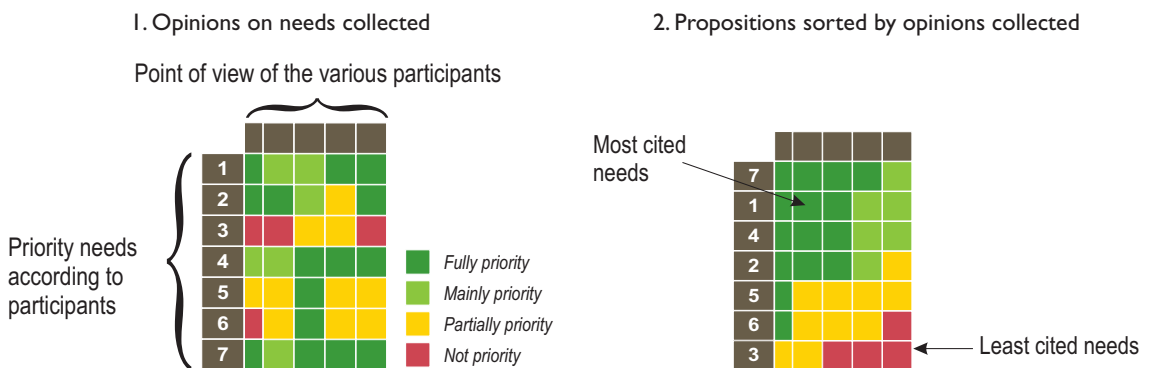 1. Opinions on needs collected
2. Propositions sorted by opinions collected
Point of view of the various participants
Priority needs
according to
participants
1
2
3
4
5
6
7
Fully priority
Mainly priority
Partially priority
Not priority
Most cited
needs
7
1
4
2
5
6
3
Least cited needs